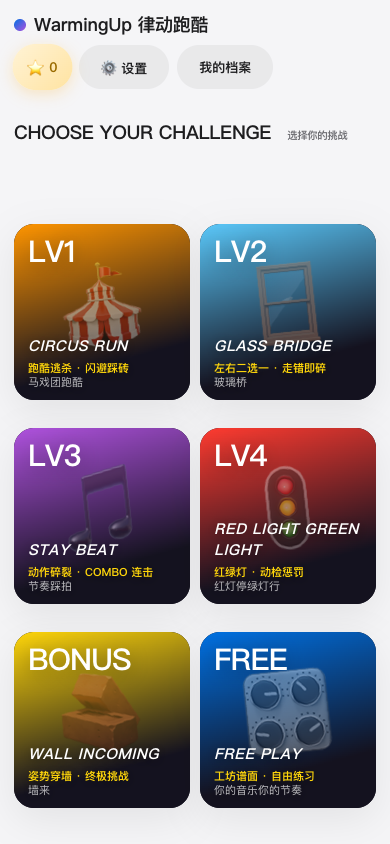 WarmingUp 律动跑酷
0
设置
我的档案
CHOOSE YOUR CHALLENGE 选择你的挑战
LV1
CIRCUS RUN
跑酷逃杀 · 闪避踩砖
马戏团跑酷
LV2
GLASS BRIDGE
左右二选一 · 走错即碎
玻璃桥
LV3
STAY BEAT
动作碎裂 · COMBO 连击
节奏踩拍
LV4
RED LIGHT GREEN
LIGHT
红绿灯 · 动检惩罚
红灯停绿灯行
BONUS
WALL INCOMING
姿势穿墙 · 终极挑战
墙来
FREE
FREE PLAY
工坊谱面 · 自由练习
你的音乐你的节奏